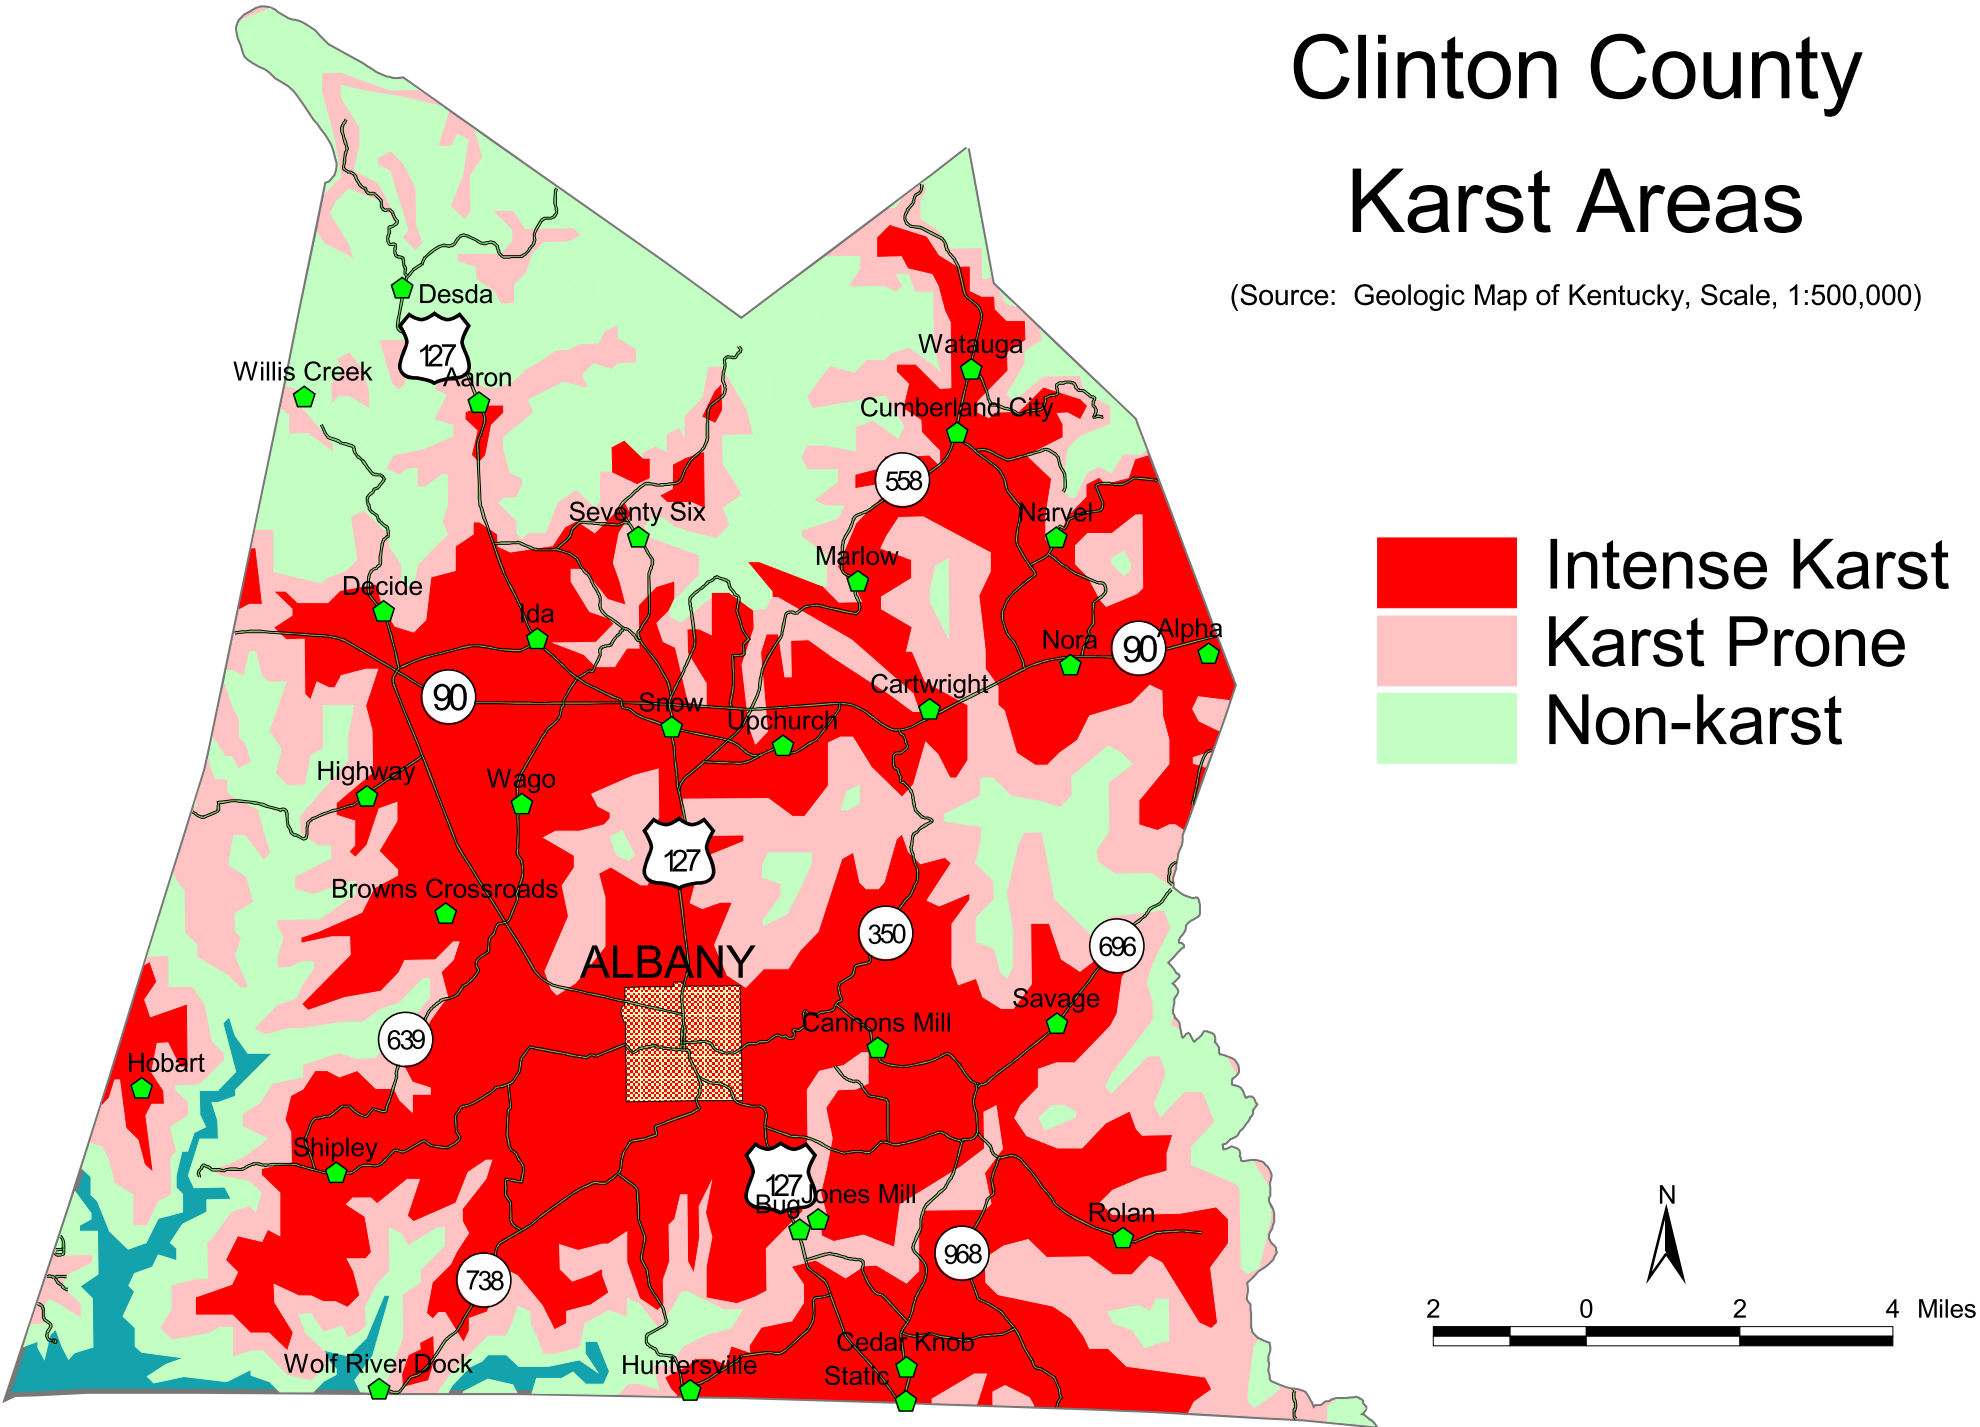 Clinton County
Karst Areas
(Source:  Geologic Map of Kentucky, Scale, 1:500,000)
Desda
127
Willis Creek
Aaron
Watauga
Cumberland City
558
Seventy Six
Narvel
Marlow
Decide
Ida
Nora
90
Alpha
90
Snow
Cartwright
Upchurch
Highway
Wago
127
Browns Crossroads
350
696
ALBANY
Savage
Cannons Mill
639
Hobart
Shipley
127
Bug
Jones Mill
Rolan
968
738
Cedar Knob
Wolf River Dock
Huntersville
Static
Intense Karst
Karst Prone
Non-karst
N
2 0 2 4 Miles